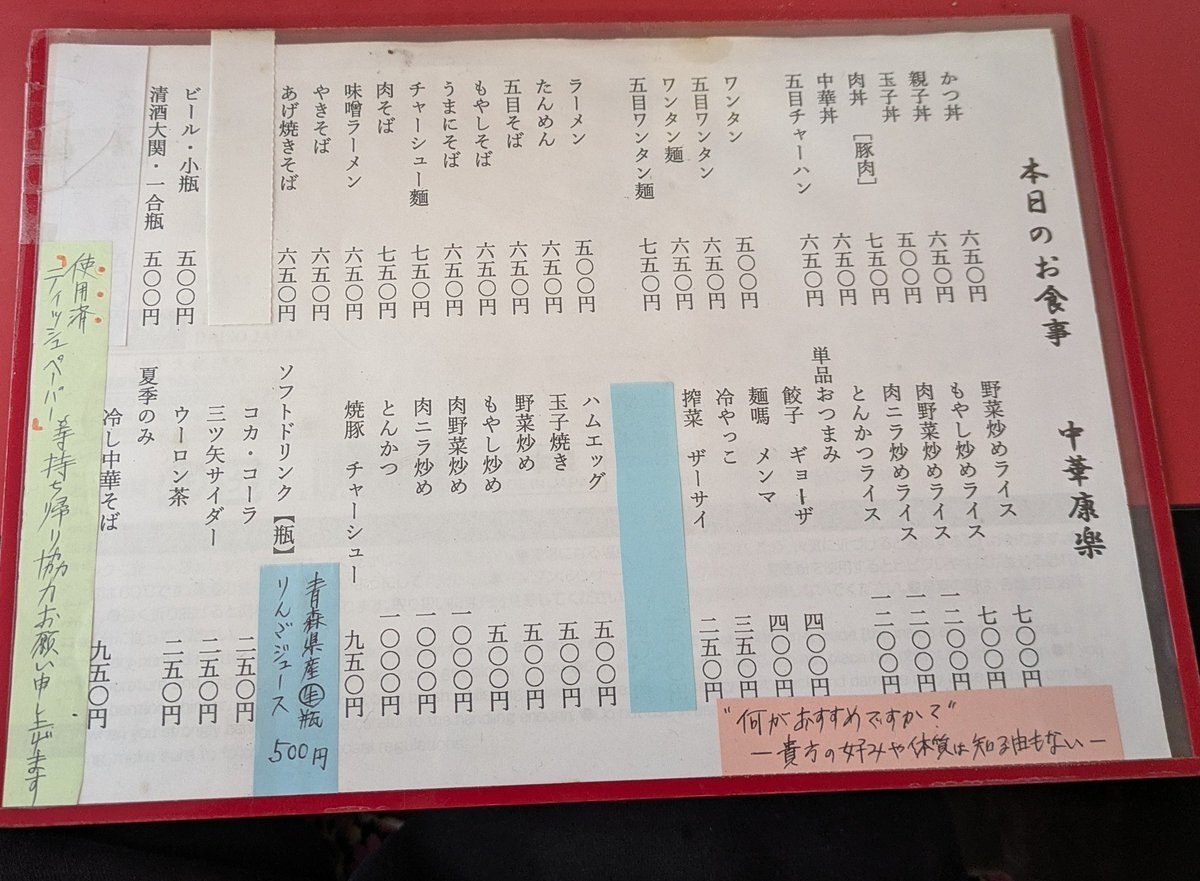 本日のお食事 中華康楽
かつ丼 六五〇円
親子丼 六五〇円
玉子丼 五〇〇円
肉丼［豚肉］ 七五〇円
中華丼 六五〇円
五目チャーハン 六五〇円
ワンタン 五〇〇円
五目ワンタン 六五〇円
ワンタン麺 六五〇円
五目ワンタン麺 七五〇円
ラーメン 五〇〇円
たんめん 六五〇円
五目そば 六五〇円
もやしそば 六五〇円
うまにそば 六五〇円
チャーシュー麺 七五〇円
肉そば 七五〇円
味噌ラーメン 六五〇円
やきそば 六五〇円
あげ焼きそば 六五〇円
ビール・小瓶 五〇〇円
清酒大関・一合瓶 五〇〇円
野菜炒めライス 七〇〇円
もやし炒めライス 七〇〇円
肉野菜炒めライス 一二〇〇円
肉ニラ炒めライス 一二〇〇円
とんかつライス 一二〇〇円
単品おつまみ
餃子 ギョーザ 四〇〇円
麺嗎 メンマ 四〇〇円
冷やっこ 三五〇円
搾菜 ザーサイ 二五〇円
ハムエッグ 五〇〇円
玉子焼き 五〇〇円
野菜炒め 五〇〇円
もやし炒め 五〇〇円
肉野菜炒め 一〇〇〇円
肉ニラ炒め 一〇〇〇円
とんかつ 一〇〇〇円
焼豚 チャーシュー 九五〇円
ソフトドリンク【瓶】
青森県産㊷瓶
りんごジュース 500円
コカ・コーラ 二五〇円
三ツ矢サイダー 二五〇円
ウーロン茶 二五〇円
夏季のみ
冷し中華そば 九五〇円
"何がおすすめですか?"
―貴方の好みや体質は知る由もない―
使用済
ティッシュペーパー等持ち帰り協力お願い申し上げます